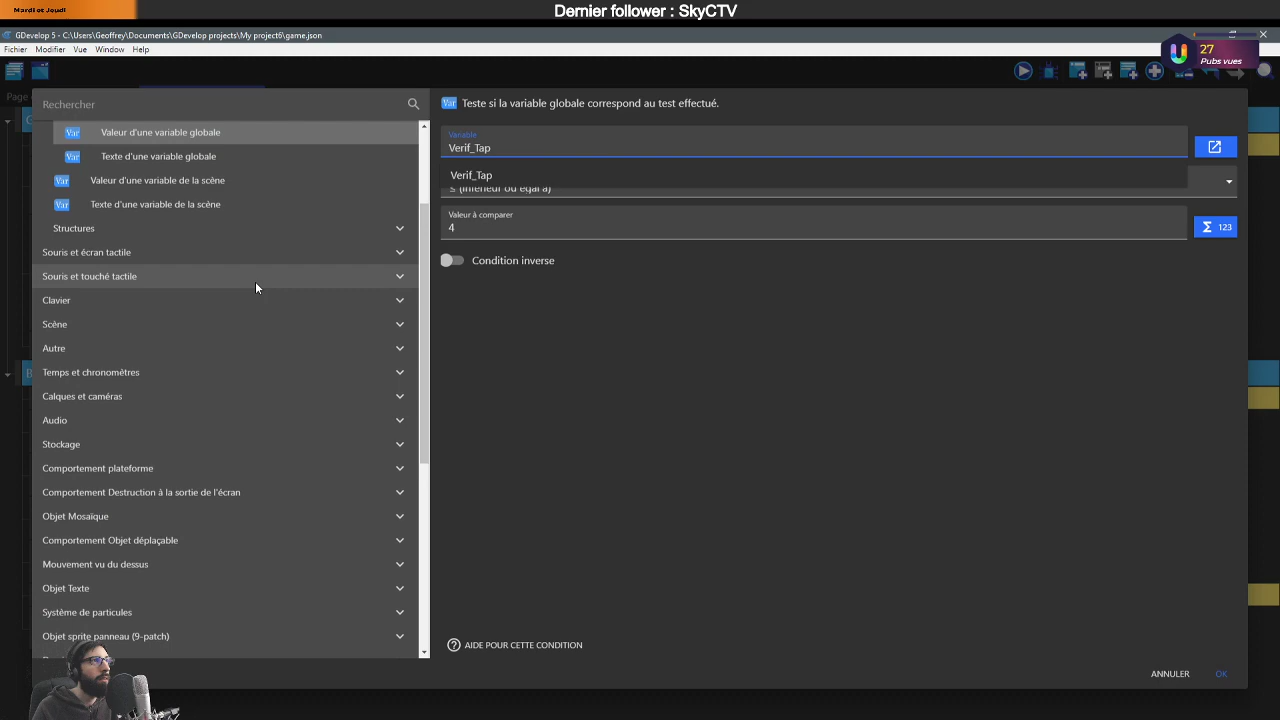 Mardi et Jeudi
Dernier follower : SkyCTV
GDevelop 5 - C:\Users\Geoffrey\Documents\GDevelop projects\My project6\game.json
Fichier Modifier Vue Window Help
27
Pubs vues
Rechercher
Valeur d'une variable globale
Texte d'une variable globale
Valeur d'une variable de la scène
Texte d'une variable de la scène
Structures
Souris et écran tactile
Souris et touché tactile
Clavier
Scène
Autre
Temps et chronomètres
Calques et caméras
Audio
Stockage
Comportement plateforme
Comportement Destruction à la sortie de l'écran
Objet Mosaïque
Comportement Objet déplaçable
Mouvement vu du dessus
Objet Texte
Système de particules
Objet sprite panneau (9-patch)
Var Teste si la variable globale correspond au test effectué.
Variable
Verif_Tap
Verif_Tap
≤ (inférieur ou égal à)
Valeur à comparer
4
Σ 123
Condition inverse
AIDE POUR CETTE CONDITION
ANNULER OK